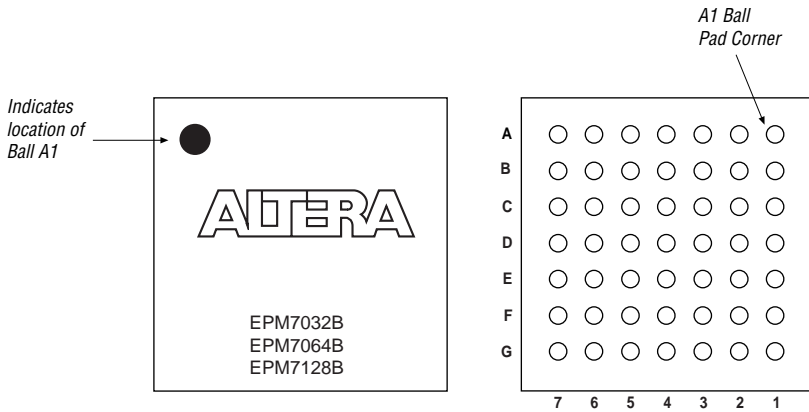 A1 Ball
Pad Corner
Indicates
location of
Ball A1
ALTERA
EPM7032B
EPM7064B
EPM7128B
A
B
C
D
E
F
G
7 6 5 4 3 2 1